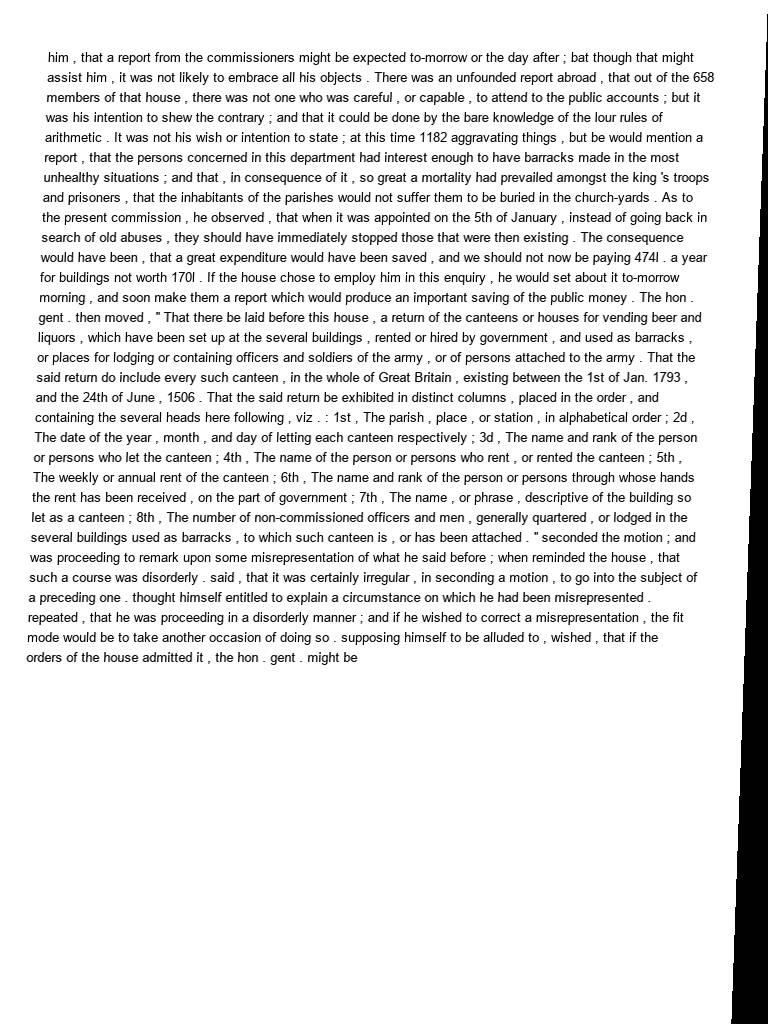 him , that a report from the commissioners might be expected to-morrow or the day after ; bat though that might
assist him , it was not likely to embrace all his objects . There was an unfounded report abroad , that out of the 658
members of that house , there was not one who was careful , or capable , to attend to the public accounts ; but it
was his intention to shew the contrary ; and that it could be done by the bare knowledge of the lour rules of
arithmetic . It was not his wish or intention to state ; at this time 1182 aggravating things , but be would mention a
report , that the persons concerned in this department had interest enough to have barracks made in the most
unhealthy situations ; and that , in consequence of it , so great a mortality had prevailed amongst the king 's troops
and prisoners , that the inhabitants of the parishes would not suffer them to be buried in the church-yards . As to
the present commission , he observed , that when it was appointed on the 5th of January , instead of going back in
search of old abuses , they should have immediately stopped those that were then existing . The consequence
would have been , that a great expenditure would have been saved , and we should not now be paying 474l . a year
for buildings not worth 170l . If the house chose to employ him in this enquiry , he would set about it to-morrow
morning , and soon make them a report which would produce an important saving of the public money . The hon .
gent . then moved , " That there be laid before this house , a return of the canteens or houses for vending beer and
liquors , which have been set up at the several buildings , rented or hired by government , and used as barracks ,
or places for lodging or containing officers and soldiers of the army , or of persons attached to the army . That the
said return do include every such canteen , in the whole of Great Britain , existing between the 1st of Jan. 1793 ,
and the 24th of June , 1506 . That the said return be exhibited in distinct columns , placed in the order , and
containing the several heads here following , viz . : 1st , The parish , place , or station , in alphabetical order ; 2d ,
The date of the year , month , and day of letting each canteen respectively ; 3d , The name and rank of the person
or persons who let the canteen ; 4th , The name of the person or persons who rent , or rented the canteen ; 5th ,
The weekly or annual rent of the canteen ; 6th , The name and rank of the person or persons through whose hands
the rent has been received , on the part of government ; 7th , The name , or phrase , descriptive of the building so
let as a canteen ; 8th , The number of non-commissioned officers and men , generally quartered , or lodged in the
several buildings used as barracks , to which such canteen is , or has been attached . " seconded the motion ; and
was proceeding to remark upon some misrepresentation of what he said before ; when reminded the house , that
such a course was disorderly . said , that it was certainly irregular , in seconding a motion , to go into the subject of
a preceding one . thought himself entitled to explain a circumstance on which he had been misrepresented .
repeated , that he was proceeding in a disorderly manner ; and if he wished to correct a misrepresentation , the fit
mode would be to take another occasion of doing so . supposing himself to be alluded to , wished , that if the
orders of the house admitted it , the hon . gent . might be